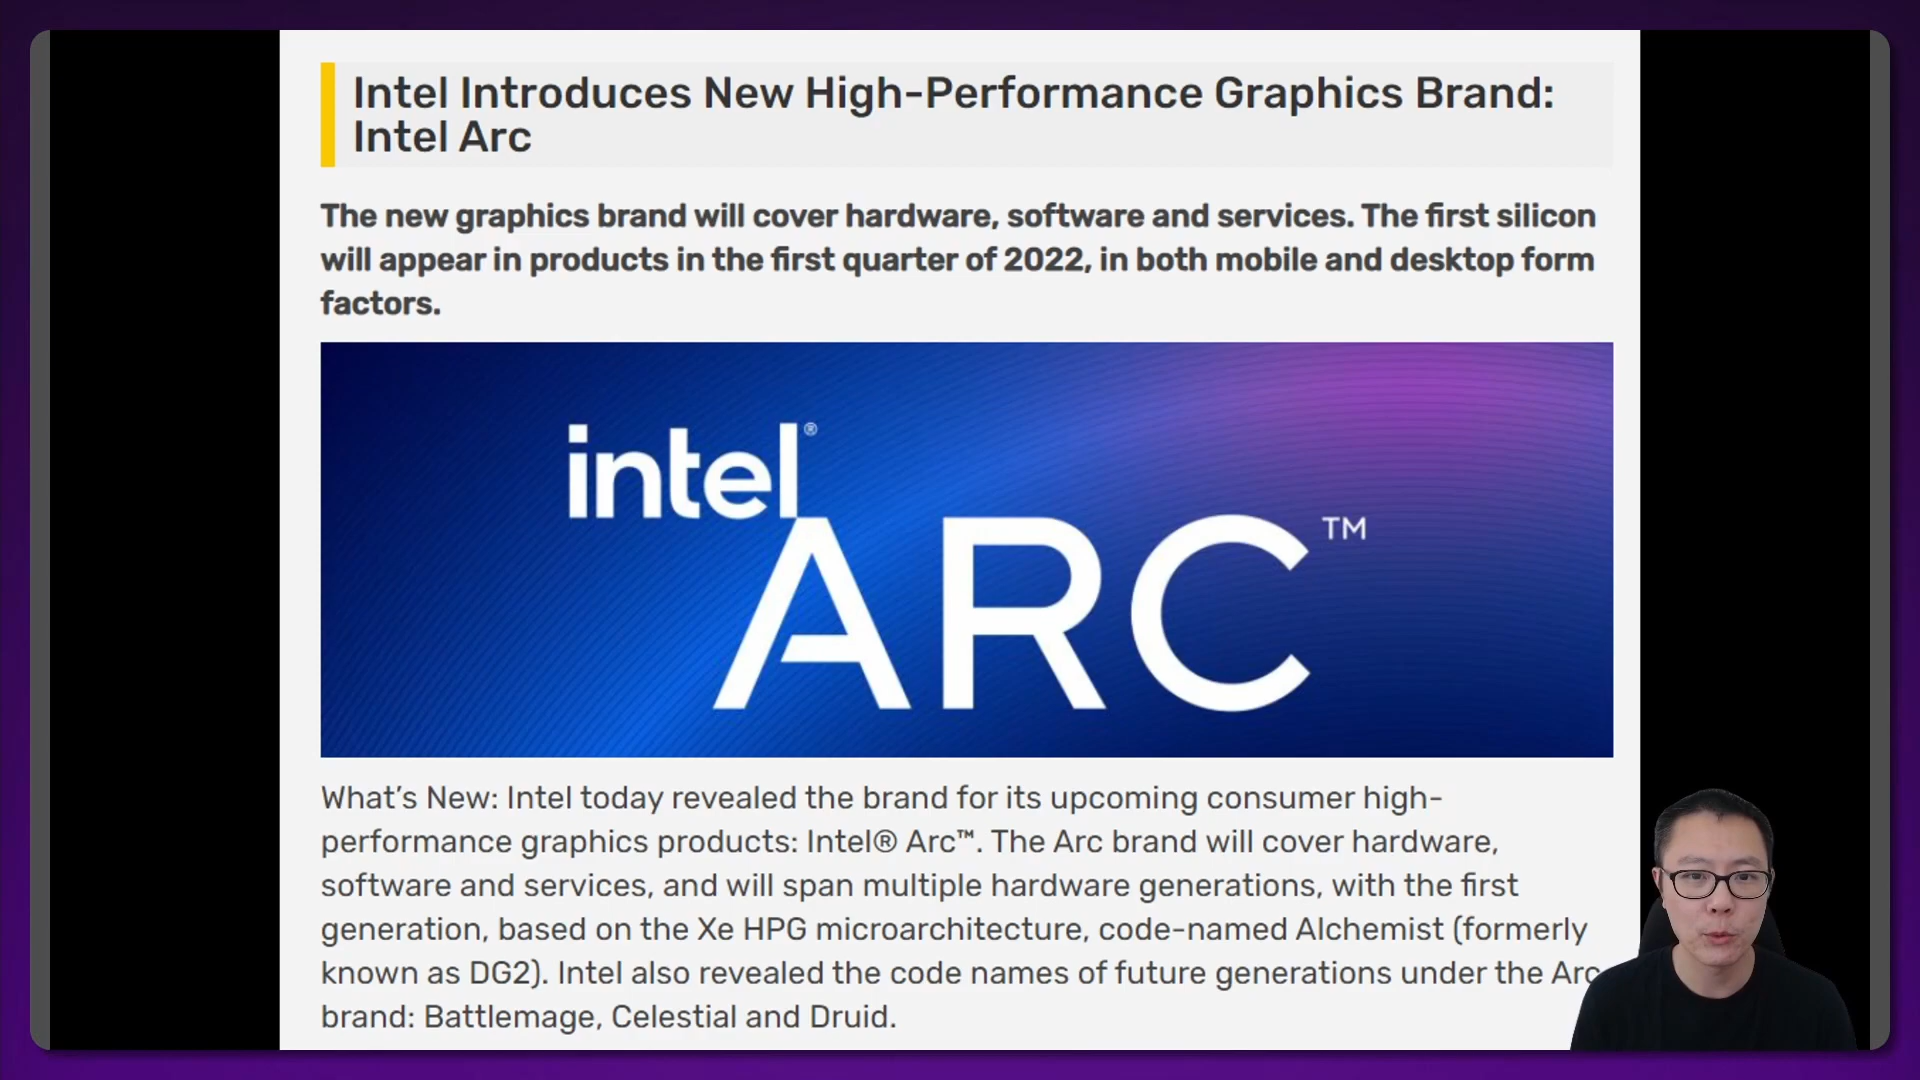 Intel Introduces New High-Performance Graphics Brand:
Intel Arc
The new graphics brand will cover hardware, software and services. The first silicon
will appear in products in the first quarter of 2022, in both mobile and desktop form
factors.
intel®
ARC™
What’s New: Intel today revealed the brand for its upcoming consumer high-
performance graphics products: Intel® Arc™. The Arc brand will cover hardware,
software and services, and will span multiple hardware generations, with the first
generation, based on the Xe HPG microarchitecture, code-named Alchemist (formerly
known as DG2). Intel also revealed the code names of future generations under the Arc
brand: Battlemage, Celestial and Druid.